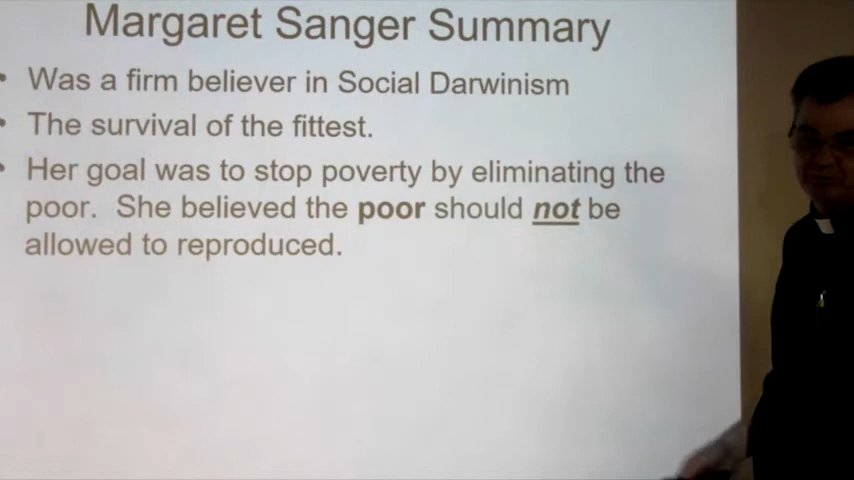 Margaret Sanger Summary
• Was a firm believer in Social Darwinism
• The survival of the fittest.
• Her goal was to stop poverty by eliminating the
poor. She believed the poor should not be
allowed to reproduced.